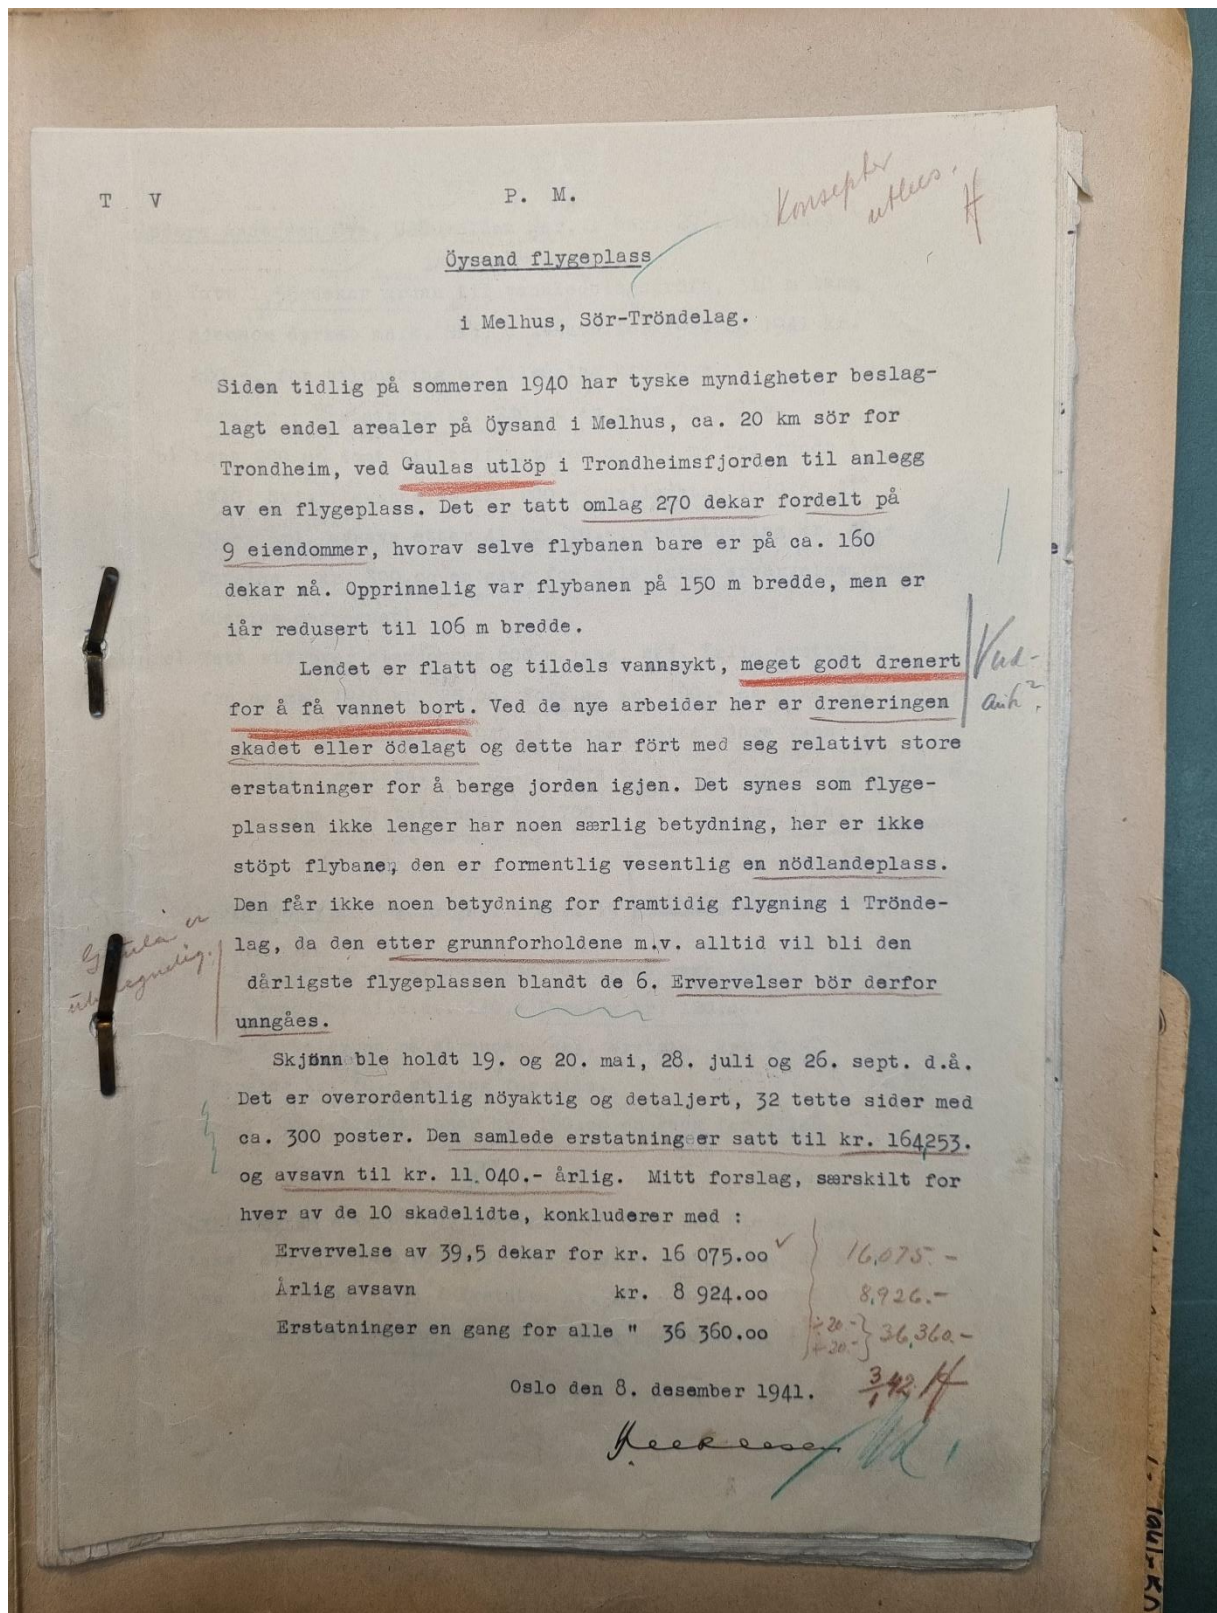 T V
P. M.
Konsepter
utlees.
H
Öysand flygeplass
i Melhus, Sör-Tröndelag.
Siden tidlig på sommeren 1940 har tyske myndigheter beslag-
lagt endel arealer på Öysand i Melhus, ca. 20 km sör for
Trondheim, ved Gaulas utlöp i Trondheimsfjorden til anlegg
av en flygeplass. Det er tatt omlag 270 dekar fordelt på
9 eiendommer, hvorav selve flybanen bare er på ca. 160
dekar nå. Opprinnelig var flybanen på 150 m bredde, men er
iår redusert til 106 m bredde.
Lendet er flatt og tildels vannsykt, meget godt drenert
for å få vannet bort. Ved de nye arbeider her er dreneringen
skadet eller ödelagt og dette har fört med seg relativt store
erstatninger for å berge jorden igjen. Det synes som flyge-
plassen ikke lenger har noen særlig betydning, her er ikke
stöpt flybane, den er formentlig vesentlig en nödlandeplass.
Den får ikke noen betydning for framtidig flygning i Trönde-
lag, da den etter grunnforholdene m.v. alltid vil bli den
dårligste flygeplassen blandt de 6. Ervervelser bör derfor
unngåes.
er
Skjönn ble holdt 19. og 20. mai, 28. juli og 26. sept. d.å.
Det er overordentlig nöyaktig og detaljert, 32 tette sider med
ca. 300 poster. Den samlede erstatning er satt til kr. 164,253.
og avsavn til kr. 11.040.- årlig. Mitt forslag, særskilt for
hver av de 10 skadelidte, konkluderer med :
Ervervelse av 39,5 dekar for kr. 16 075.00 16,075.-
Årlig avsavn kr. 8 924.00 8,926.-
Erstatninger en gang for alle " 36 360.00 ÷20.- +20.- 36,360.-
Oslo den 8. desember 1941. 3/1 42. H